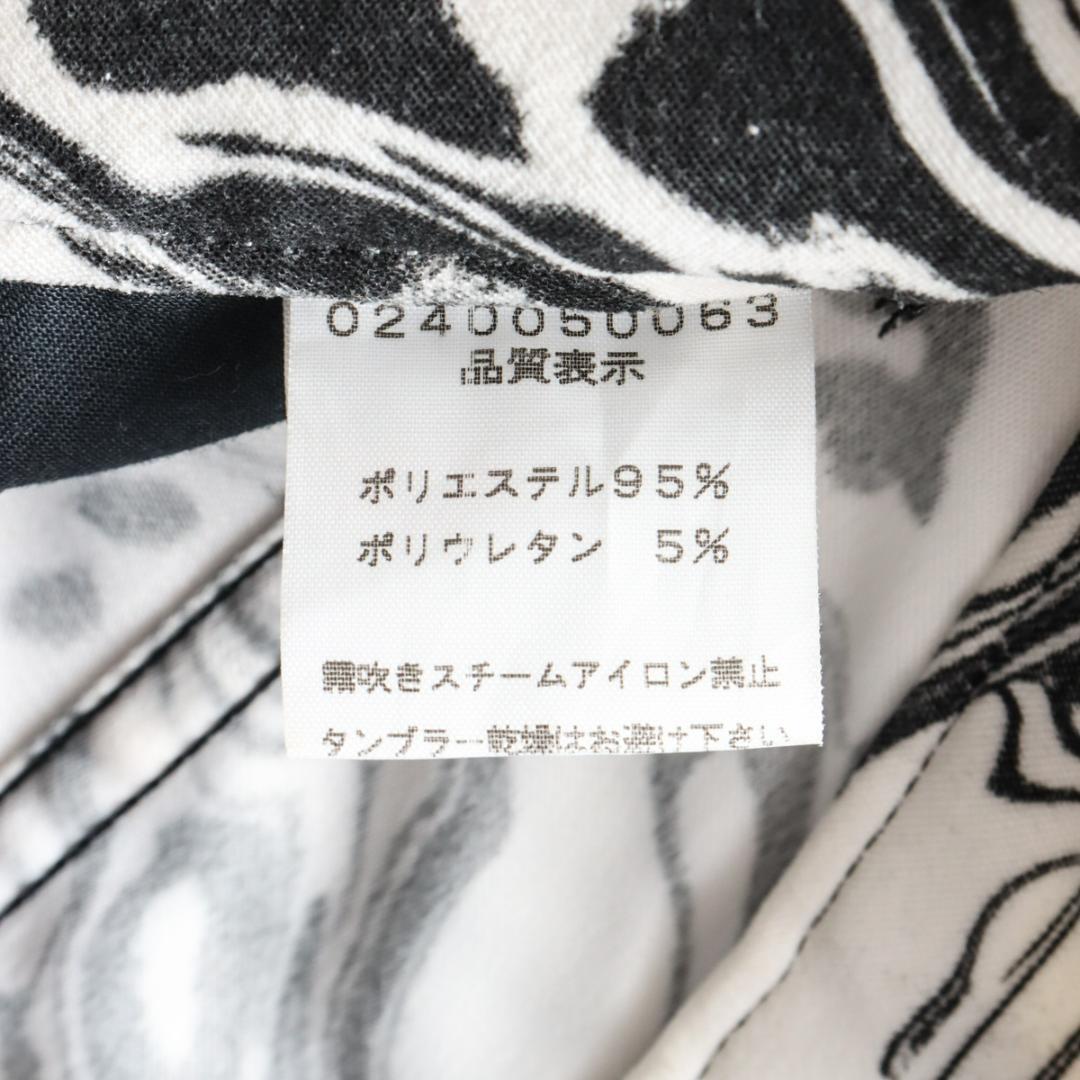 0240050063
品質表示
ポリエステル95%
ポリウレタン 5%
霧吹きスチームアイロン禁止
タンブラー乾燥はお避け下さい